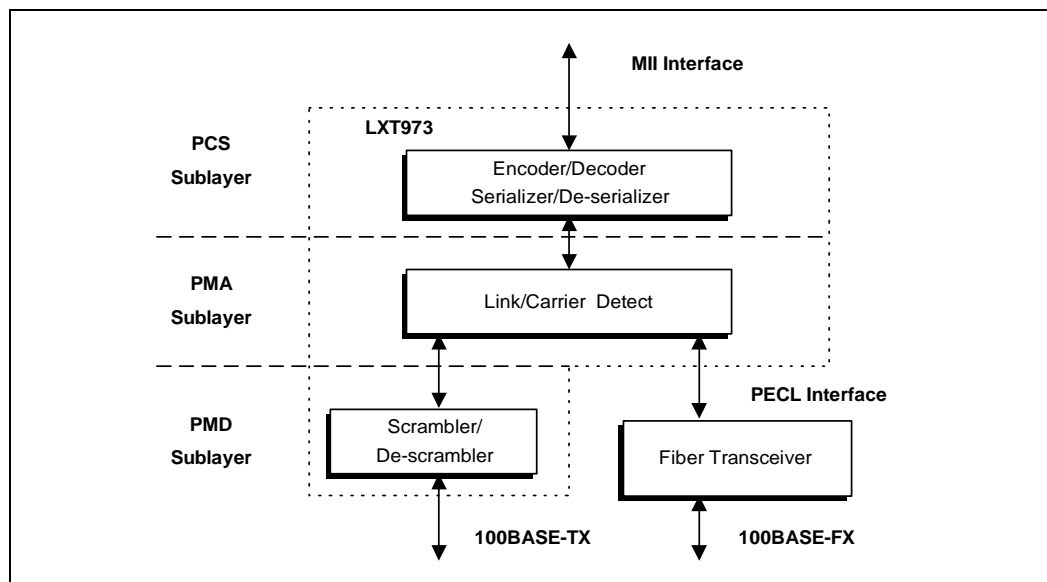 MII Interface
LXT973
PCS
Sublayer
Encoder/Decoder
Serializer/De-serializer
PMA
Sublayer
Link/Carrier Detect
PECL Interface
PMD
Sublayer
Scrambler/
De-scrambler
Fiber Transceiver
100BASE-TX
100BASE-FX